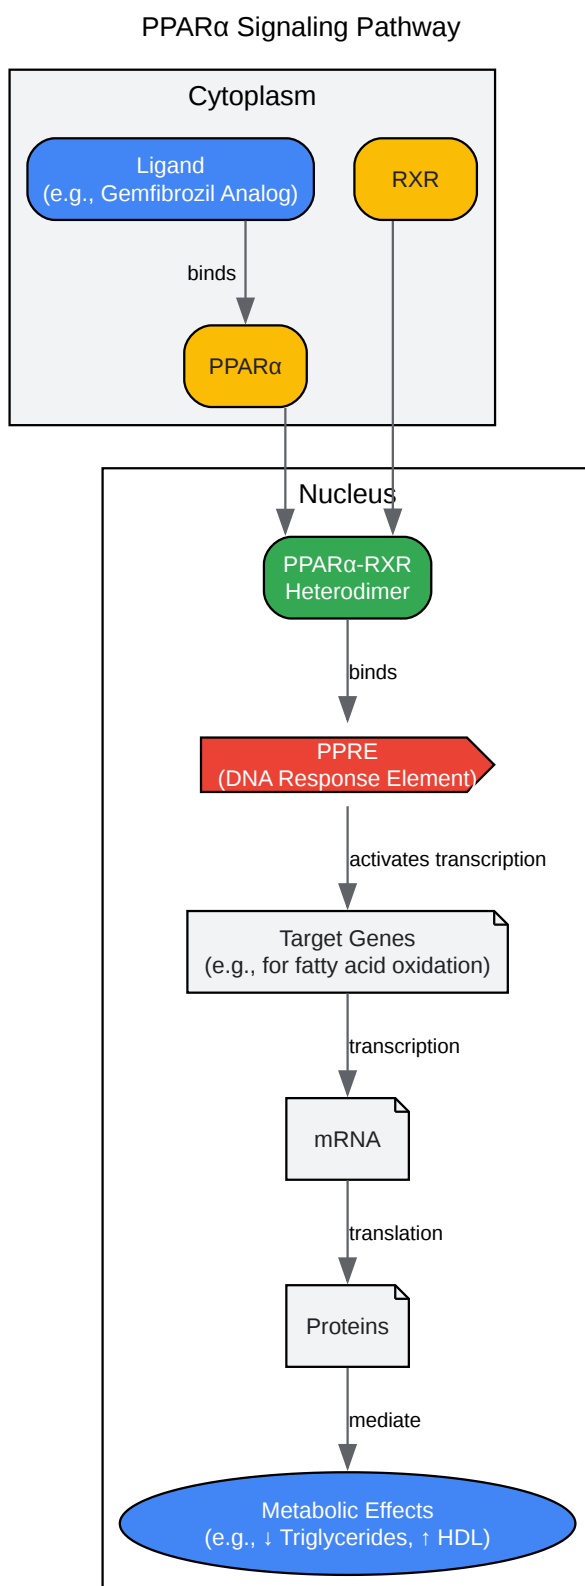 PPARα Signaling Pathway
Cytoplasm
Ligand
(e.g., Gemfibrozil Analog)
RXR
binds
PPARα
Nucleus
PPARα-RXR
Heterodimer
binds
PPRE
(DNA Response Element)
activates transcription
Target Genes
(e.g., for fatty acid oxidation)
transcription
mRNA
translation
Proteins
mediate
Metabolic Effects
(e.g., ↓ Triglycerides, ↑ HDL)